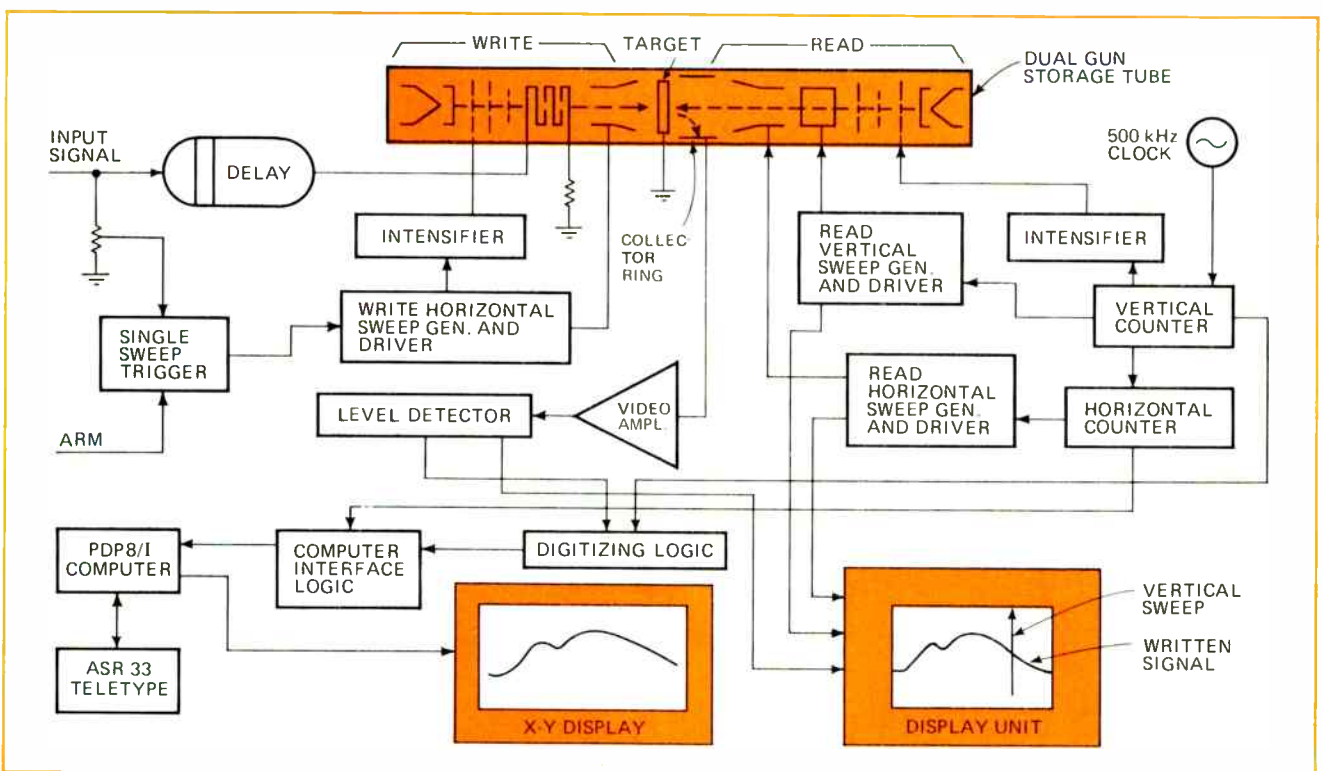 WRITE
TARGET
READ
DUAL GUN
STORAGE TUBE
INPUT
SIGNAL
DELAY
500 kHz
CLOCK
INTENSIFIER
COLLEC-
TOR
RING
READ
VERTICAL
SWEEP GEN.
AND DRIVER
INTENSIFIER
WRITE HORIZONTAL
SWEEP GEN. AND
DRIVER
VERTICAL
COUNTER
SINGLE
SWEEP
TRIGGER
READ
HORIZONTAL
SWEEP GEN.
AND DRIVER
HORIZONTAL
COUNTER
LEVEL DETECTOR
VIDEO
AMPL.
ARM
PDP8/I
COMPUTER
COMPUTER
INTERFACE
LOGIC
DIGITIZING LOGIC
VERTICAL
SWEEP
WRITTEN
SIGNAL
ASR 33
TELETYPE
X-Y DISPLAY
DISPLAY UNIT